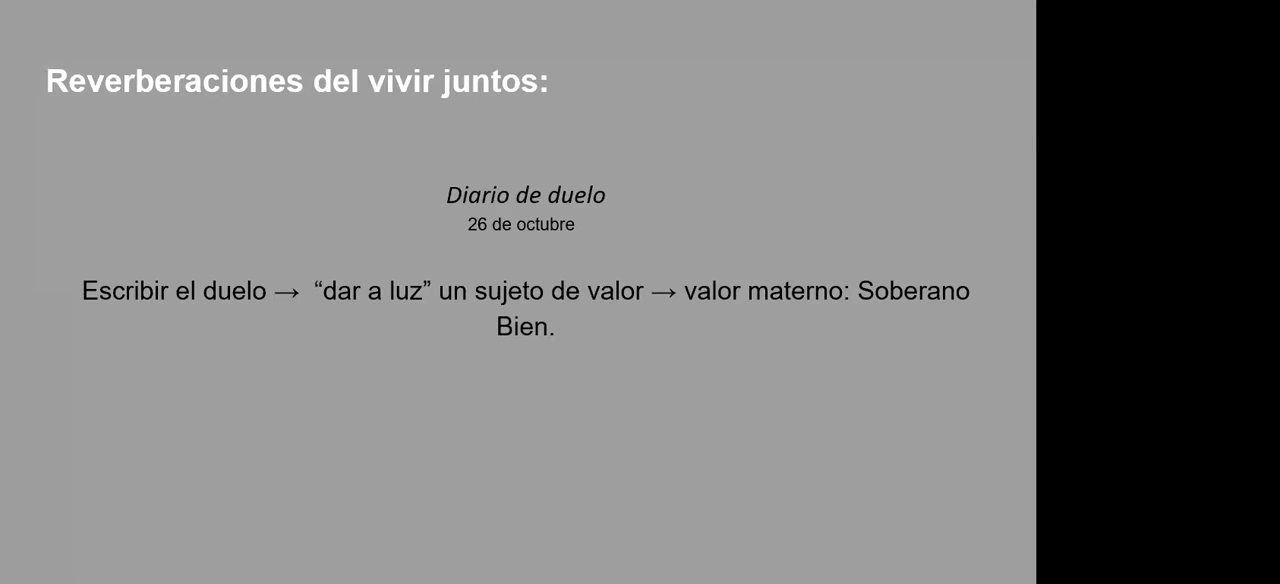 Reverberaciones del vivir juntos:
Diario de duelo
26 de octubre
Escribir el duelo → “dar a luz” un sujeto de valor → valor materno: Soberano
Bien.